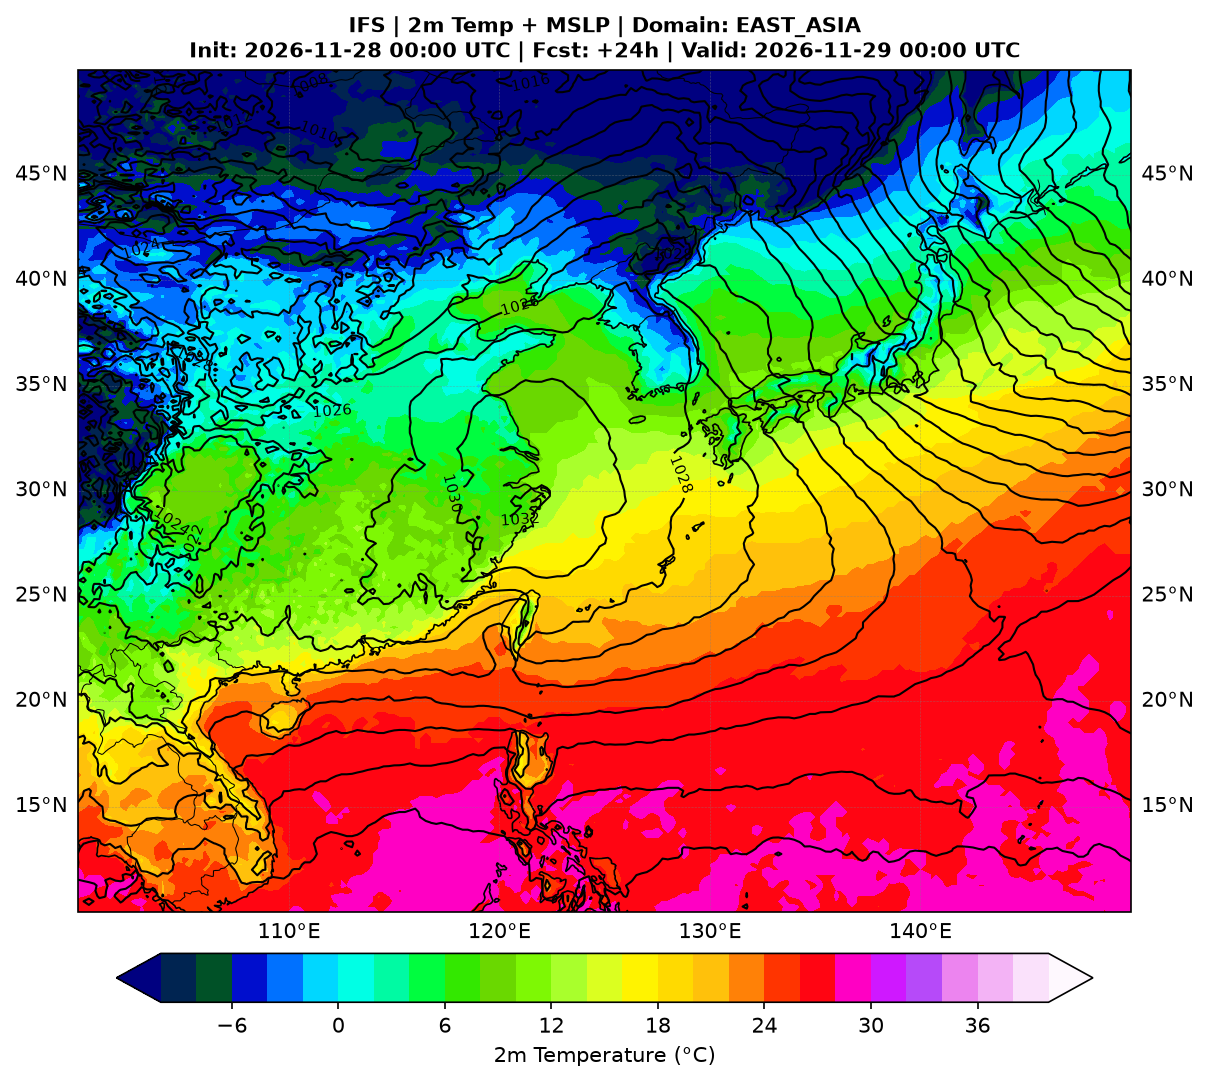 IFS | 2m Temp + MSLP | Domain: EAST_ASIA
Init: 2026-11-28 00:00 UTC | Fcst: +24h | Valid: 2026-11-29 00:00 UTC
1018
1024
1028
45°N 45°N
40°N 40°N
35°N 35°N
1026
1030
1028
1032
1024
1022
30°N 30°N
25°N 25°N
20°N 20°N
15°N 15°N
110°E 120°E 130°E 140°E
−6 0 6 12 18 24 30 36
2m Temperature (°C)